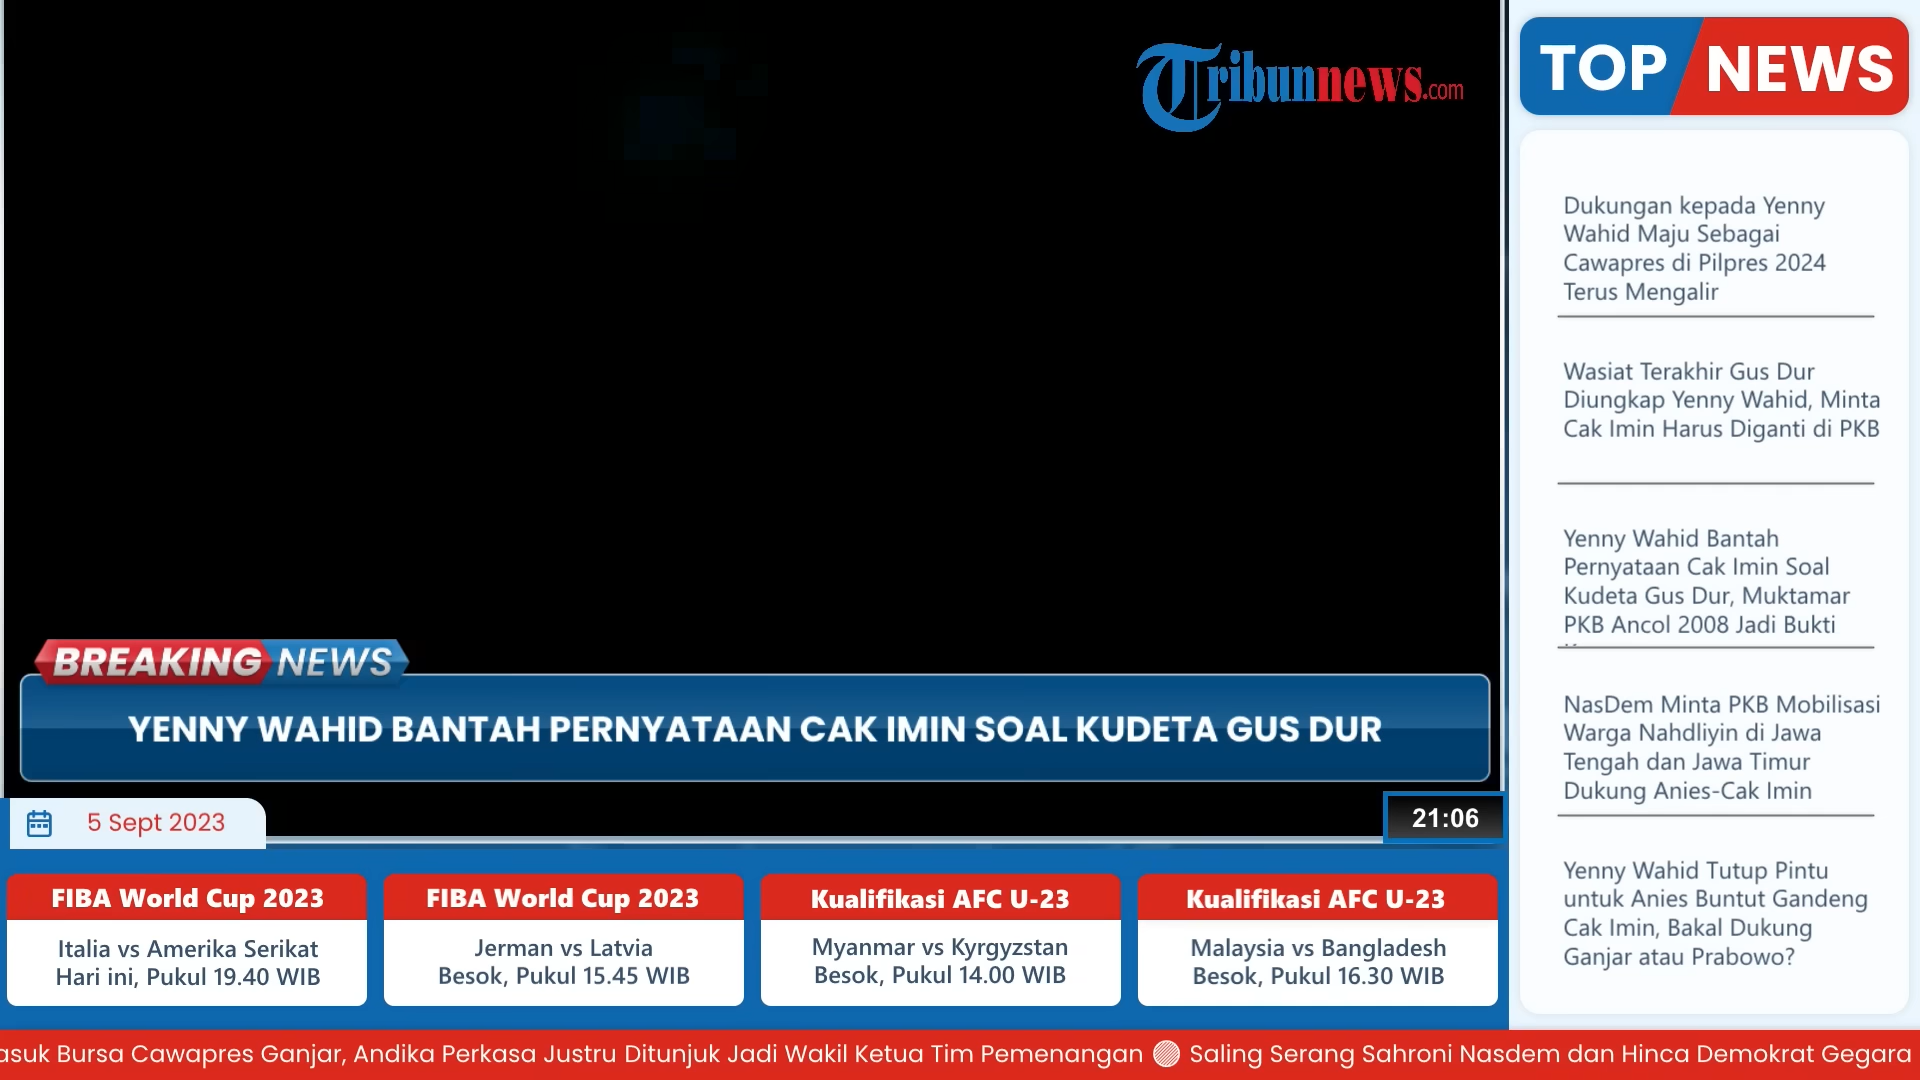 Tribunnews.com
TOP NEWS
Dukungan kepada Yenny
Wahid Maju Sebagai
Cawapres di Pilpres 2024
Terus Mengalir
Wasiat Terakhir Gus Dur
Diungkap Yenny Wahid, Minta
Cak Imin Harus Diganti di PKB
Yenny Wahid Bantah
Pernyataan Cak Imin Soal
Kudeta Gus Dur, Muktamar
PKB Ancol 2008 Jadi Bukti
NasDem Minta PKB Mobilisasi
Warga Nahdliyin di Jawa
Tengah dan Jawa Timur
Dukung Anies-Cak Imin
Yenny Wahid Tutup Pintu
untuk Anies Buntut Gandeng
Cak Imin, Bakal Dukung
Ganjar atau Prabowo?
BREAKING NEWS
YENNY WAHID BANTAH PERNYATAAN CAK IMIN SOAL KUDETA GUS DUR
5 Sept 2023
21:06
FIBA World Cup 2023
Italia vs Amerika Serikat
Hari ini, Pukul 19.40 WIB
FIBA World Cup 2023
Jerman vs Latvia
Besok, Pukul 15.45 WIB
Kualifikasi AFC U-23
Myanmar vs Kyrgyzstan
Besok, Pukul 14.00 WIB
Kualifikasi AFC U-23
Malaysia vs Bangladesh
Besok, Pukul 16.30 WIB
asuk Bursa Cawapres Ganjar, Andika Perkasa Justru Ditunjuk Jadi Wakil Ketua Tim Pemenangan Saling Serang Sahroni Nasdem dan Hinca Demokrat Gegara